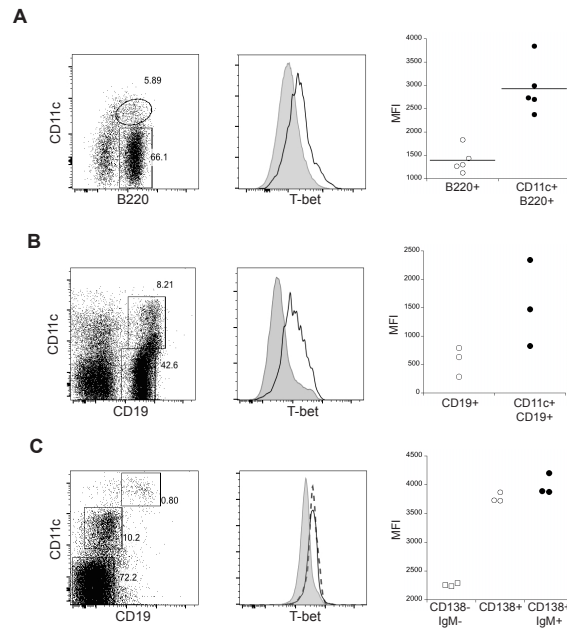 A
CD11c
5.89
66.1
B220
T-bet
MFI
4000
3500
3000
2500
2000
1500
1000
B220+
CD11c+
B220+
B
CD11c
8.21
42.6
CD19
T-bet
MFI
2500
2000
1500
1000
500
0
CD19+
CD11c+
CD19+
C
CD11c
0.80
10.2
72.2
CD19
T-bet
MFI
4500
4000
3500
3000
2500
2000
CD138-
IgM-
CD138+
CD138+
IgM+